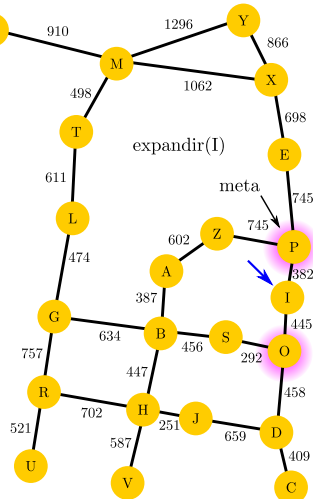 1296
Y
910
866
M
1062
X
498
698
T
expandir(I)
E
611
meta
745
L
745
Z
602
P
474
A
382
I
387
G
445
634
B
456
S
292
O
757
447
458
R
702
H
251
J
659
D
521
587
409
U
V
C